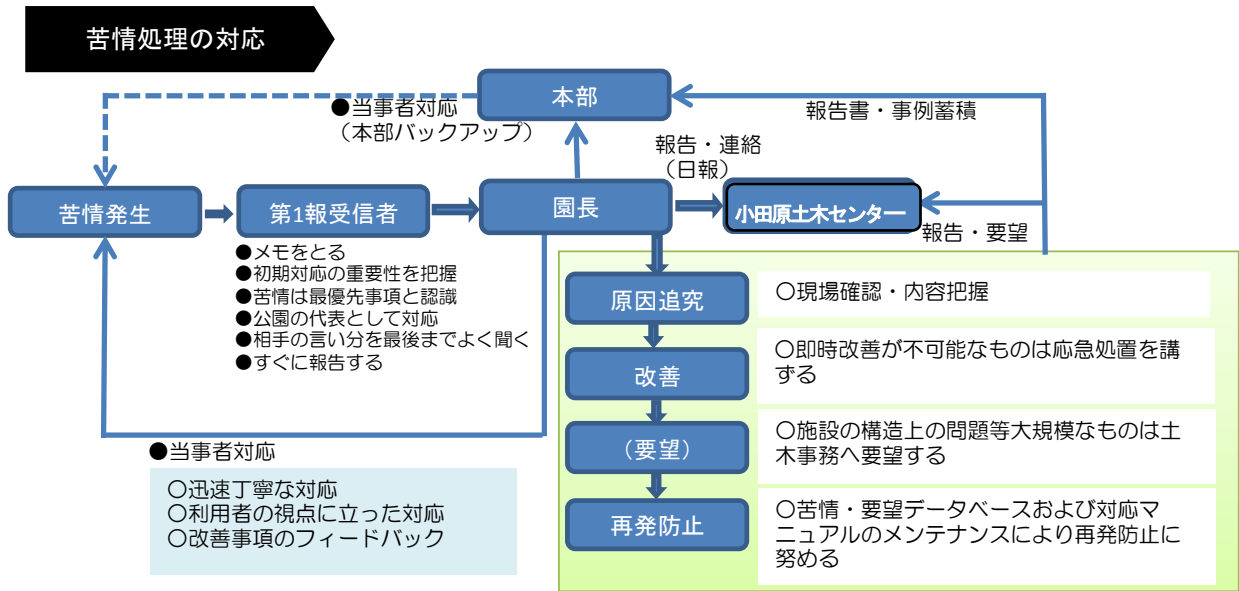 苦情処理の対応
本部
●当事者対応
（本部バックアップ）
報告書・事例蓄積
報告・連絡
（日報）
苦情発生
第1報受信者
園長
小田原土木センター
報告・要望
●メモをとる
●初期対応の重要性を把握
●苦情は最優先事項と認識
●公園の代表として対応
●相手の言い分を最後までよく聞く
●すぐに報告する
原因追究
〇現場確認・内容把握
改善
〇即時改善が不可能なものは応急処置を講
ずる
（要望）
〇施設の構造上の問題等大規模なものは土
木事務へ要望する
再発防止
〇苦情・要望データベースおよび対応マ
ニュアルのメンテナンスにより再発防止に
努める
●当事者対応
〇迅速丁寧な対応
〇利用者の視点に立った対応
〇改善事項のフィードバック